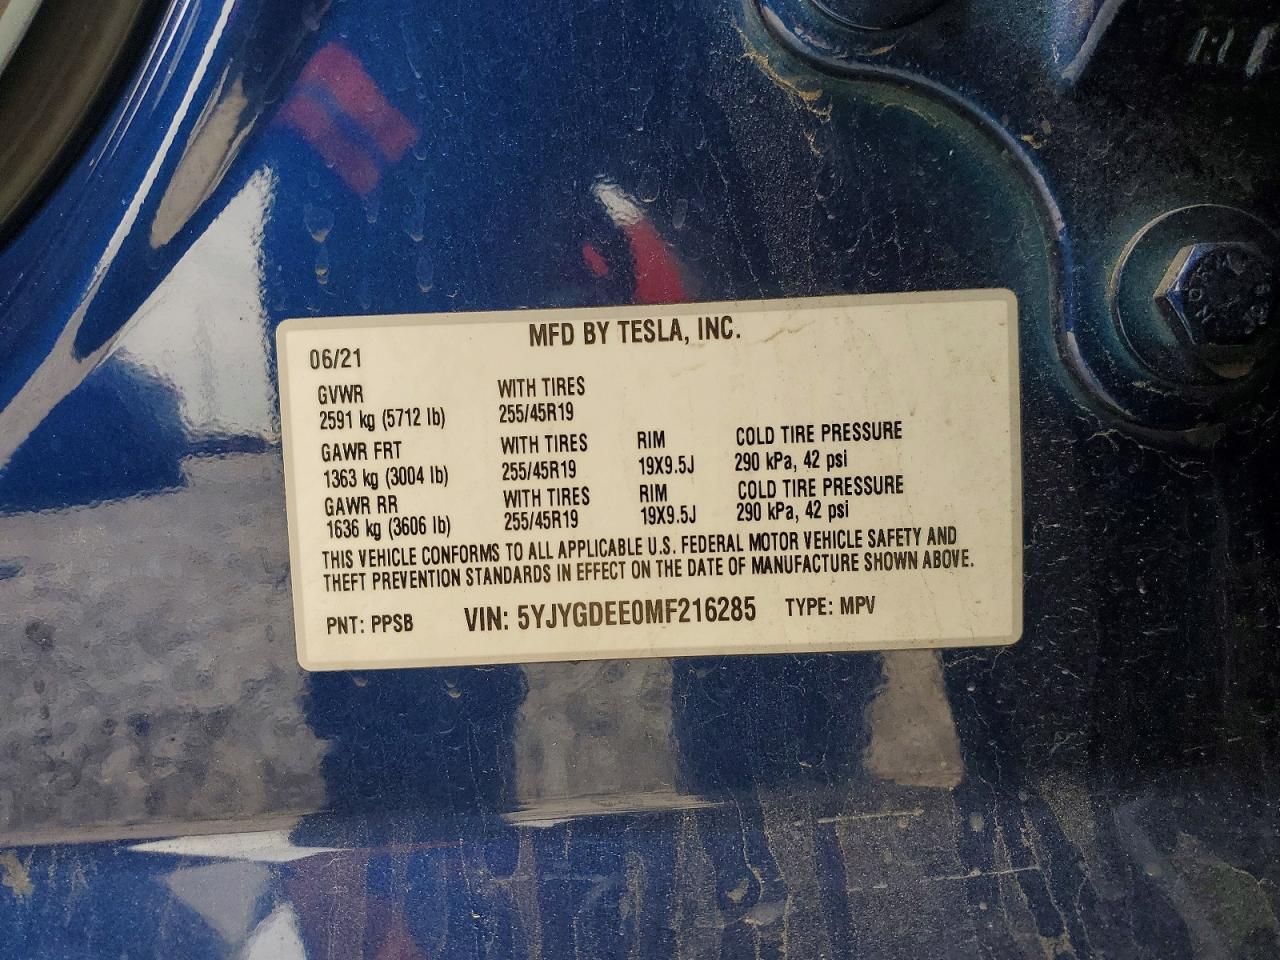 MFD BY TESLA, INC.
06/21
GVWR WITH TIRES
2591 kg (5712 lb) 255/45R19
GAWR FRT WITH TIRES RIM COLD TIRE PRESSURE
1363 kg (3004 lb) 255/45R19 19X9.5J 290 kPa, 42 psi
GAWR RR WITH TIRES RIM COLD TIRE PRESSURE
1636 kg (3606 lb) 255/45R19 19X9.5J 290 kPa, 42 psi
THIS VEHICLE CONFORMS TO ALL APPLICABLE U.S. FEDERAL MOTOR VEHICLE SAFETY AND
THEFT PREVENTION STANDARDS IN EFFECT ON THE DATE OF MANUFACTURE SHOWN ABOVE.
PNT: PPSB VIN: 5YJYGDEE0MF216285 TYPE: MPV